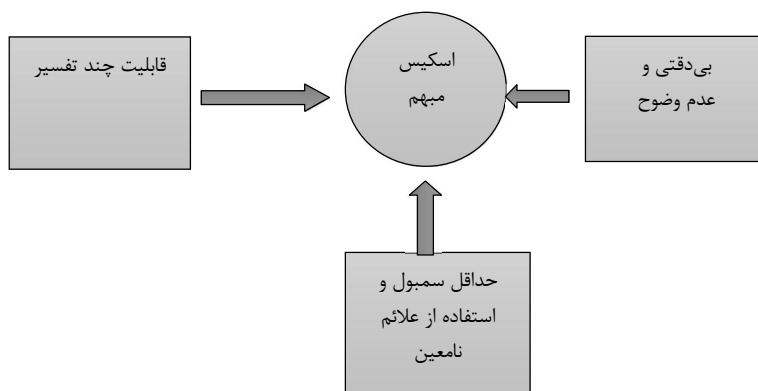 اسکیس
مبهم
بی‌دقتی و
عدم وضوح
قابلیت چند تفسیر
حداقل سمبول و
استفاده از علائم
نامعین